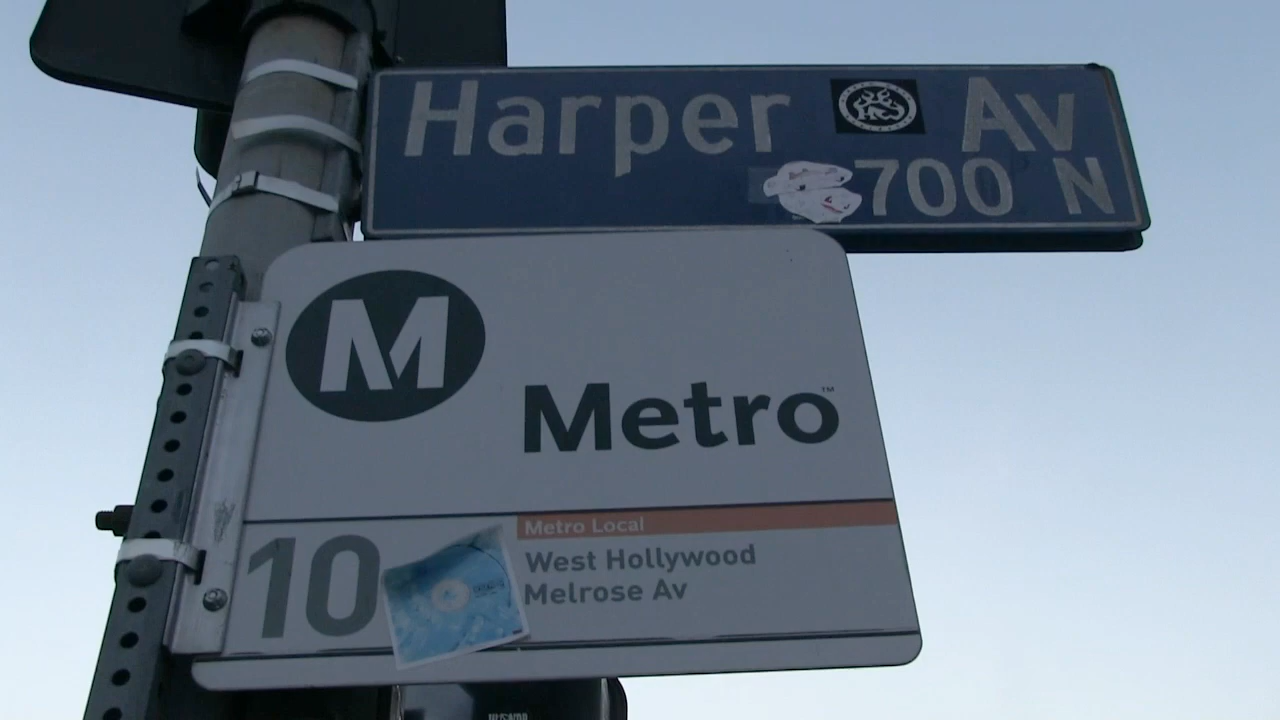 Harper Av
700 N
M
Metro™
Metro Local
10
West Hollywood
Melrose Av